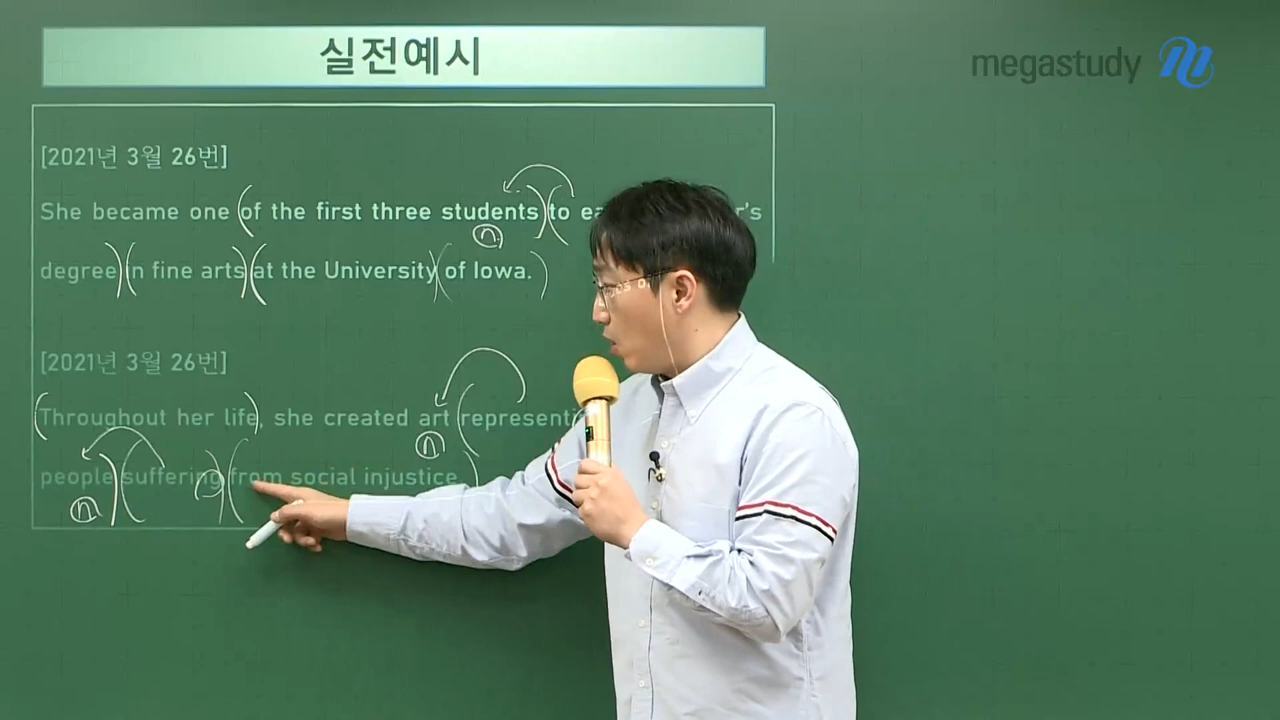 실전예시
megastudy
[2021년 3월 26번]
She became one of the first three students to ea r's
degree in fine arts at the University of Iowa.
[2021년 3월 26번]
Throughout her life, she created art representi
people suffering from social injustice.
n
n
n